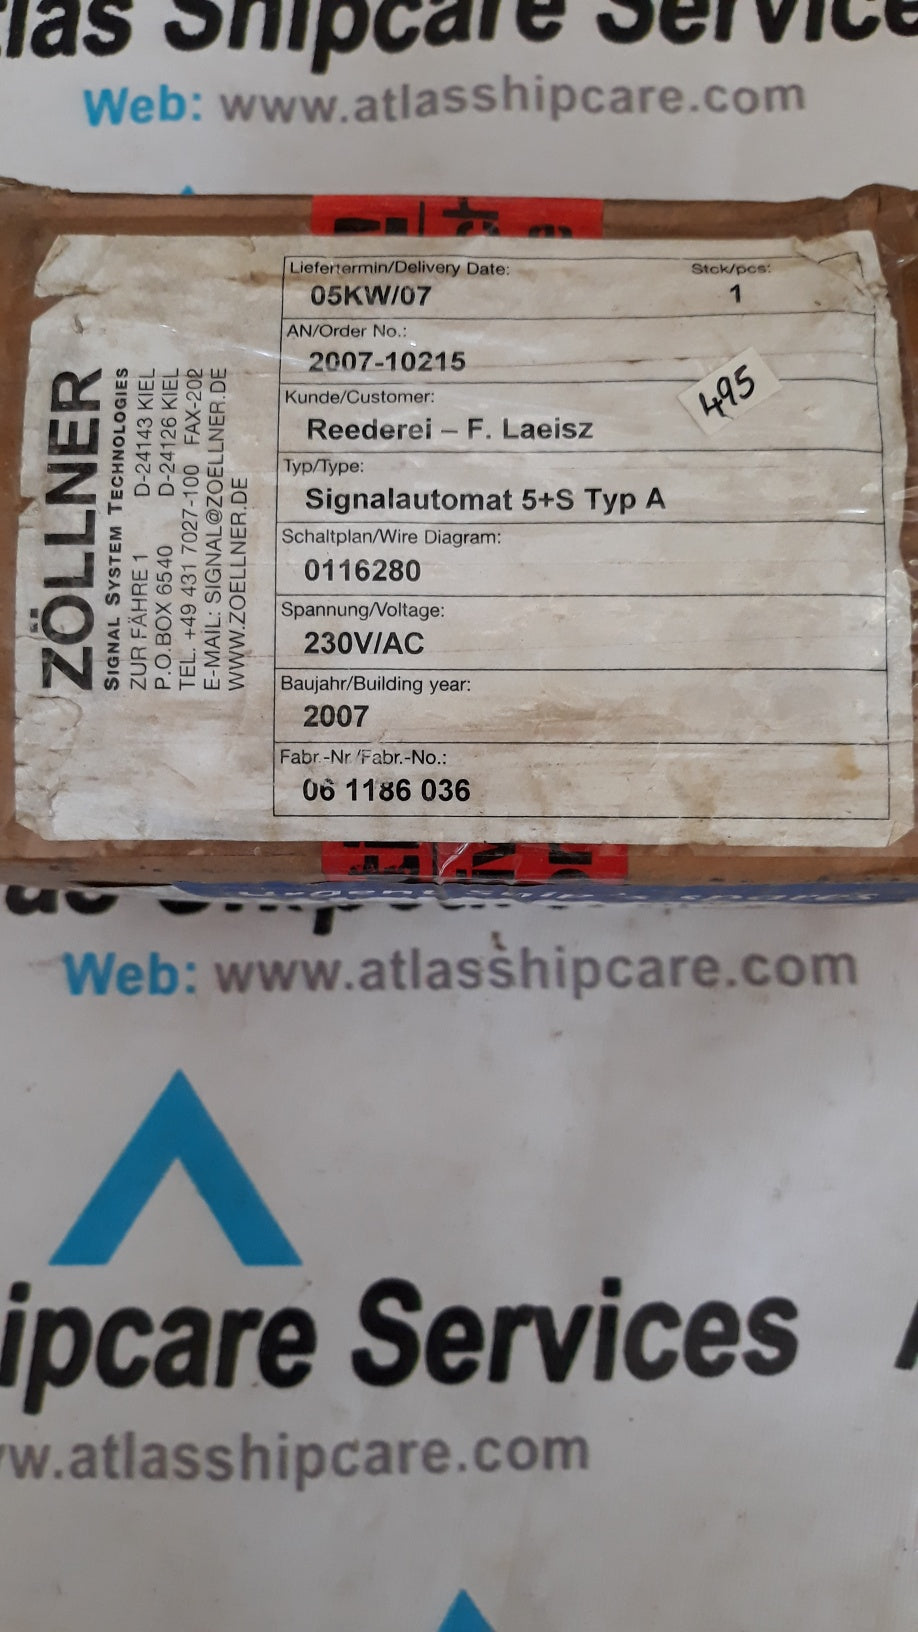 Shipcare Service
Web: www.atlasshipcare.com
ZÖLLNER
SIGNAL SYSTEM TECHNOLOGIES
ZUR FÄHRE 1 D-24143 KIEL
P.O.BOX 6540 D-24126 KIEL
TEL. +49 431 7027-100 FAX-202
E-MAIL: SIGNAL@ZOELLNER.DE
WWW.ZOELLNER.DE
Liefertermin/Delivery Date: Stck/pcs:
05KW/07 1
AN/Order No.:
2007-10215
495
Kunde/Customer:
Reederei – F. Laeisz
Typ/Type:
Signalautomat 5+S Typ A
Schaltplan/Wire Diagram:
0116280
Spannung/Voltage:
230V/AC
Baujahr/Building year:
2007
Fabr.-Nr./Fabr.-No.:
06 1186 036
Web: www.atlasshipcare.com
ipcare Services
w.atlasshipcare.com